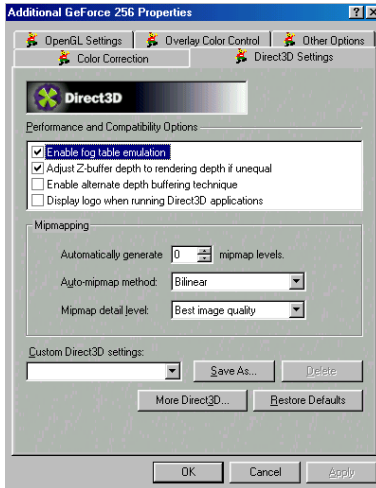 Additional GeForce 256 Properties
OpenGL Settings
Overlay Color Control
Other Options
Color Correction
Direct3D Settings
Direct3D
Performance and Compatibility Options
Enable fog table emulation
Adjust Z-buffer depth to rendering depth if unequal
Enable alternate depth buffering technique
Display logo when running Direct3D applications
Mipmapping
Automatically generate 0 mipmap levels.
Auto-mipmap method: Bilinear
Mipmap detail level: Best image quality
Custom Direct3D settings:
Save As... Delete
More Direct3D... Restore Defaults
OK Cancel Apply